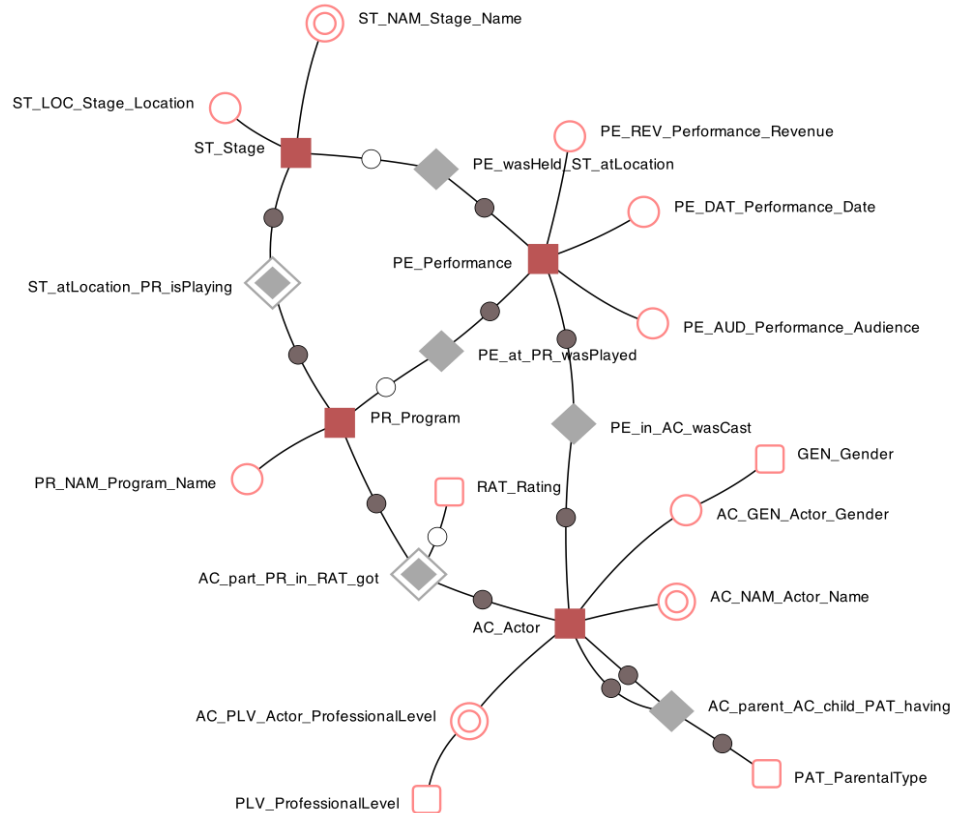 ST_NAM_Stage_Name
ST_LOC_Stage_Location
PE_REV_Performance_Revenue
ST_Stage
PE_wasHeld_ST_atLocation
PE_DAT_Performance_Date
PE_Performance
ST_atLocation_PR_isPlaying
PE_AUD_Performance_Audience
PE_at_PR_wasPlayed
PR_Program
PE_in_AC_wasCast
GEN_Gender
PR_NAM_Program_Name
RAT_Rating
AC_GEN_Actor_Gender
AC_part_PR_in_RAT_got
AC_NAM_Actor_Name
AC_Actor
AC_parent_AC_child_PAT_having
AC_PLV_Actor_ProfessionalLevel
PAT_ParentalType
PLV_ProfessionalLevel